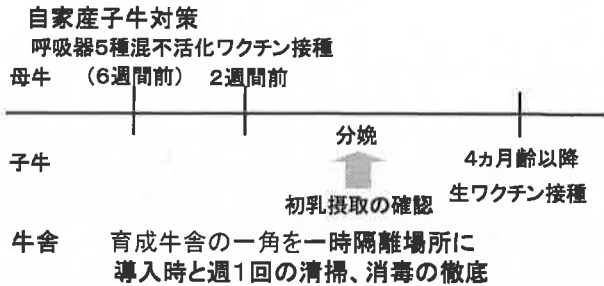 自家産子牛対策
呼吸器5種混不活化ワクチン接種
母牛 （6週間前） 2週間前
分娩
子牛
4ヵ月齢以降
初乳摂取の確認
生ワクチン接種
牛舎 育成牛舎の一角を一時隔離場所に
導入時と週1回の清掃、消毒の徹底